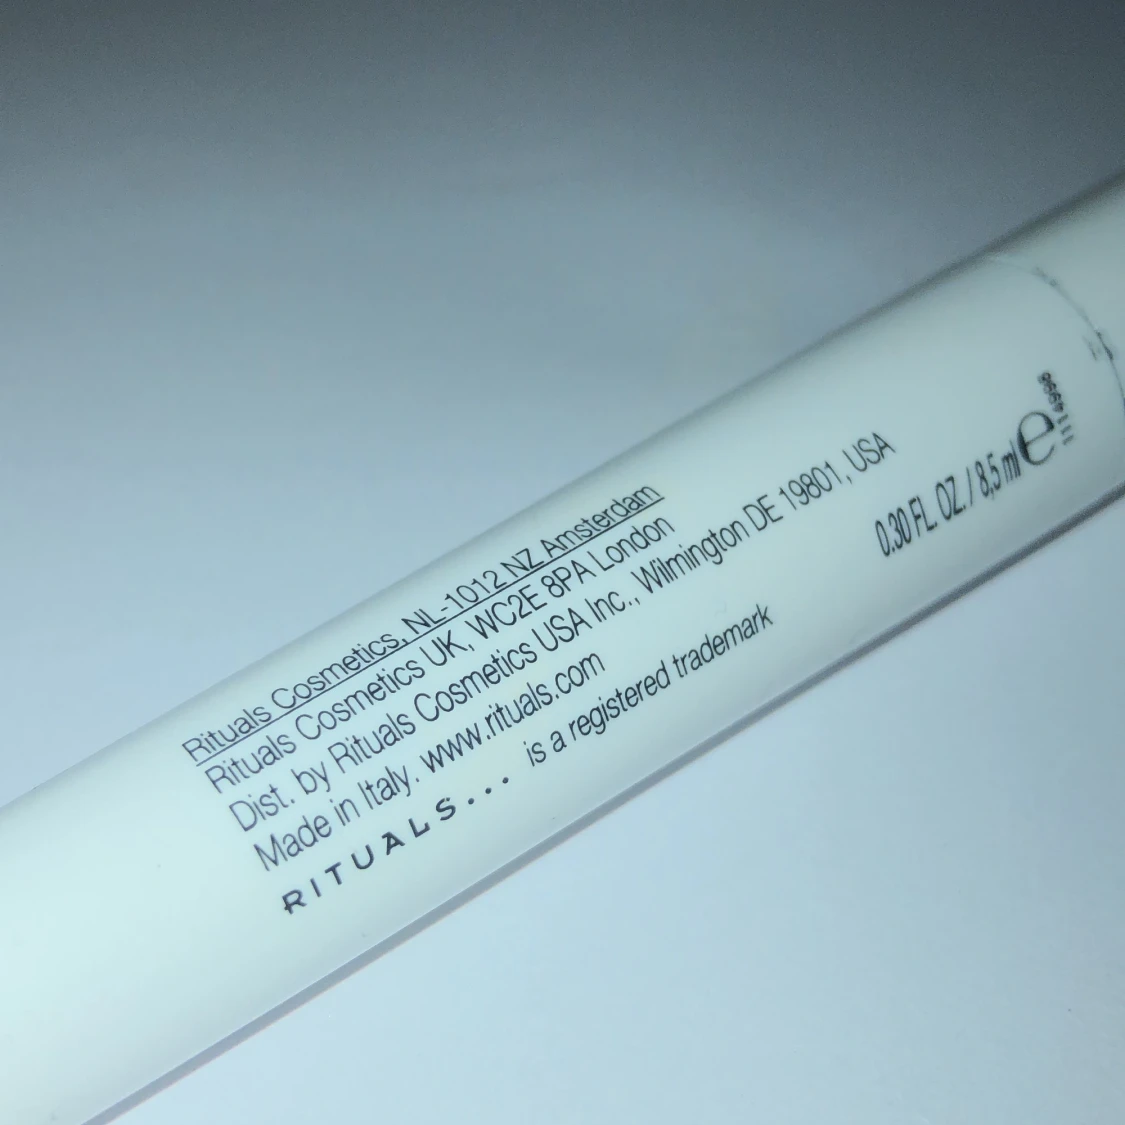 Rituals Cosmetics, NL-1012 NZ Amsterdam
Rituals Cosmetics UK, WC2E 8PA London
Dist. by Rituals Cosmetics USA Inc., Wilmington DE 19801, USA
Made in Italy. www.rituals.com
RITUALS... is a registered trademark
0.30 FL. OZ. / 8,5 ml ℮
1114998